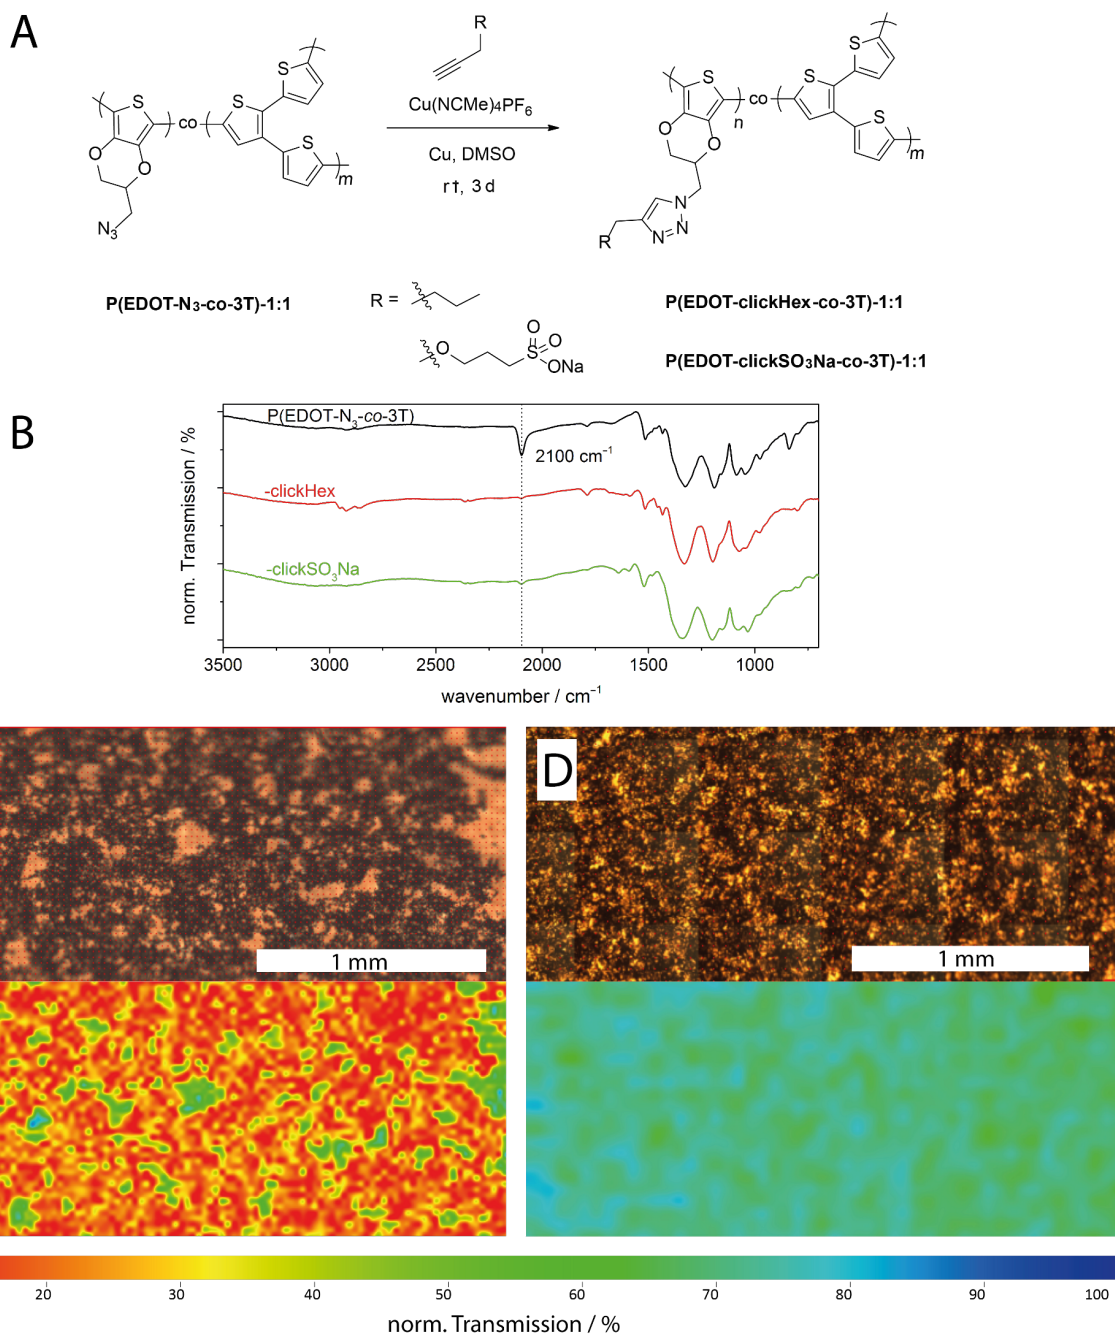 A
R
Cu(NCMe)₄PF₆
Cu, DMSO
rt, 3 d
S
S
co
S
S
O
O
m
N₃
S
n
co
S
S
S
O
O
m
N
N
N
R
P(EDOT-N₃-co-3T)-1:1
R =
O
O
O
S
ONa
P(EDOT-clickHex-co-3T)-1:1
P(EDOT-clickSO₃Na-co-3T)-1:1
B
norm. Transmission / %
P(EDOT-N₃-co-3T)
2100 cm⁻¹
-clickHex
-clickSO₃Na
3500 3000 2500 2000 1500 1000
wavenumber / cm⁻¹
1 mm
D
1 mm
20 30 40 50 60 70 80 90 100
norm. Transmission / %